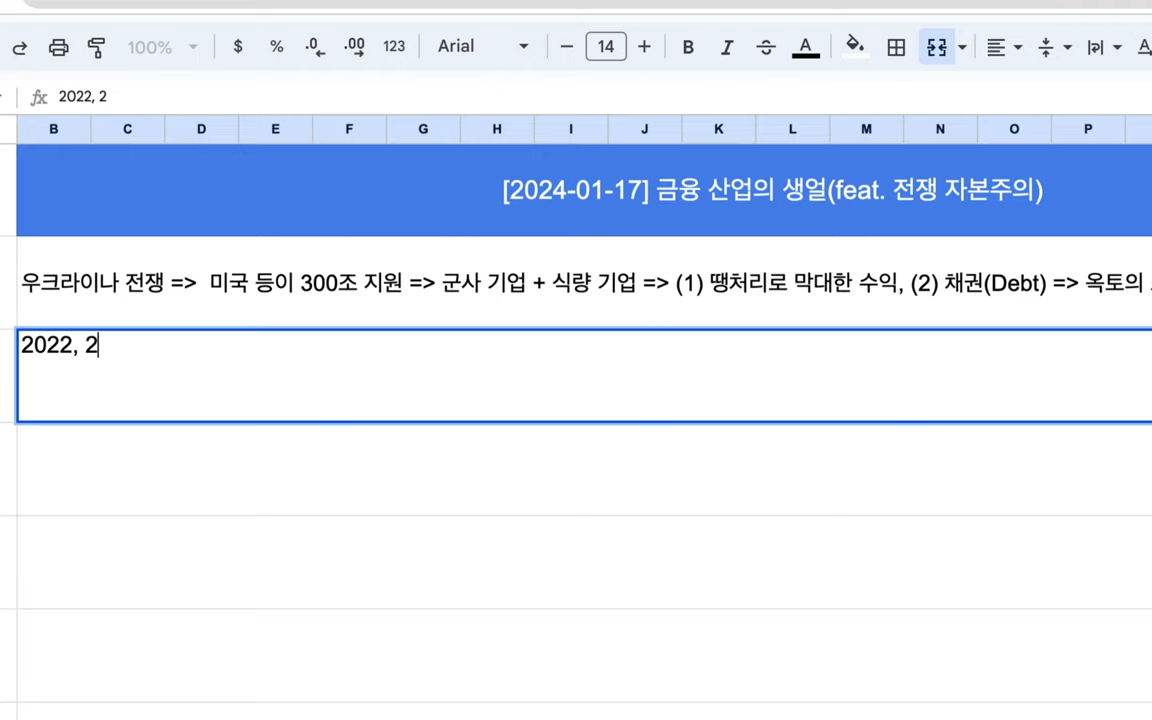 100% $ % .0 .00 123 Arial 14 B I A
fx 2022, 2
B C D E F G H I J K L M N O P
[2024-01-17] 금융 산업의 생얼(feat. 전쟁 자본주의)
우크라이나 전쟁 => 미국 등이 300조 지원 => 군사 기업 + 식량 기업 => (1) 땡처리로 막대한 수익, (2) 채권(Debt) => 옥토의
2022, 2